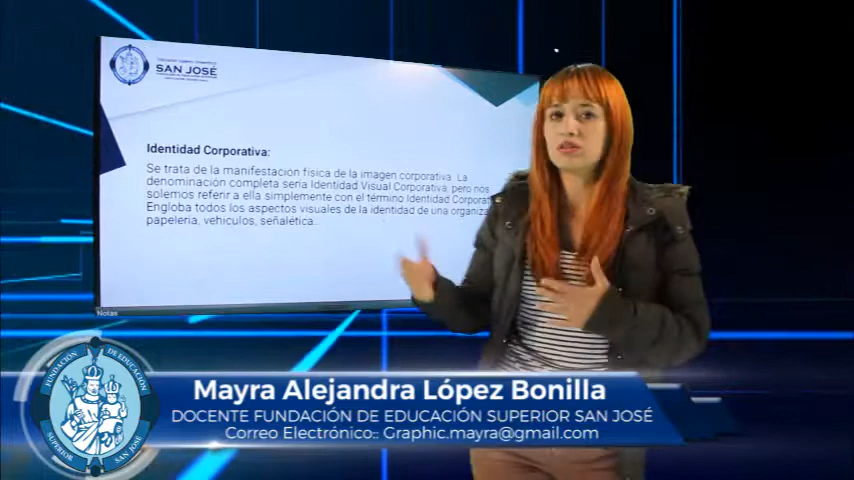 SAN JOSÉ
Identidad Corporativa:
Se trata de la manifestación física de la imagen corporativa. La
denominación completa sería Identidad Visual Corporativa, pero nos
solemos referir a ella simplemente con el término Identidad Corporat
Engloba todos los aspectos visuales de la identidad de una organiza
papelería, vehículos, señalética...
Notas
FUNDACIÓN DE EDUCACIÓN
SUPERIOR SAN JOSÉ
Mayra Alejandra López Bonilla
DOCENTE FUNDACIÓN DE EDUCACIÓN SUPERIOR SAN JOSÉ
Correo Electrónico:: Graphic.mayra@gmail.com